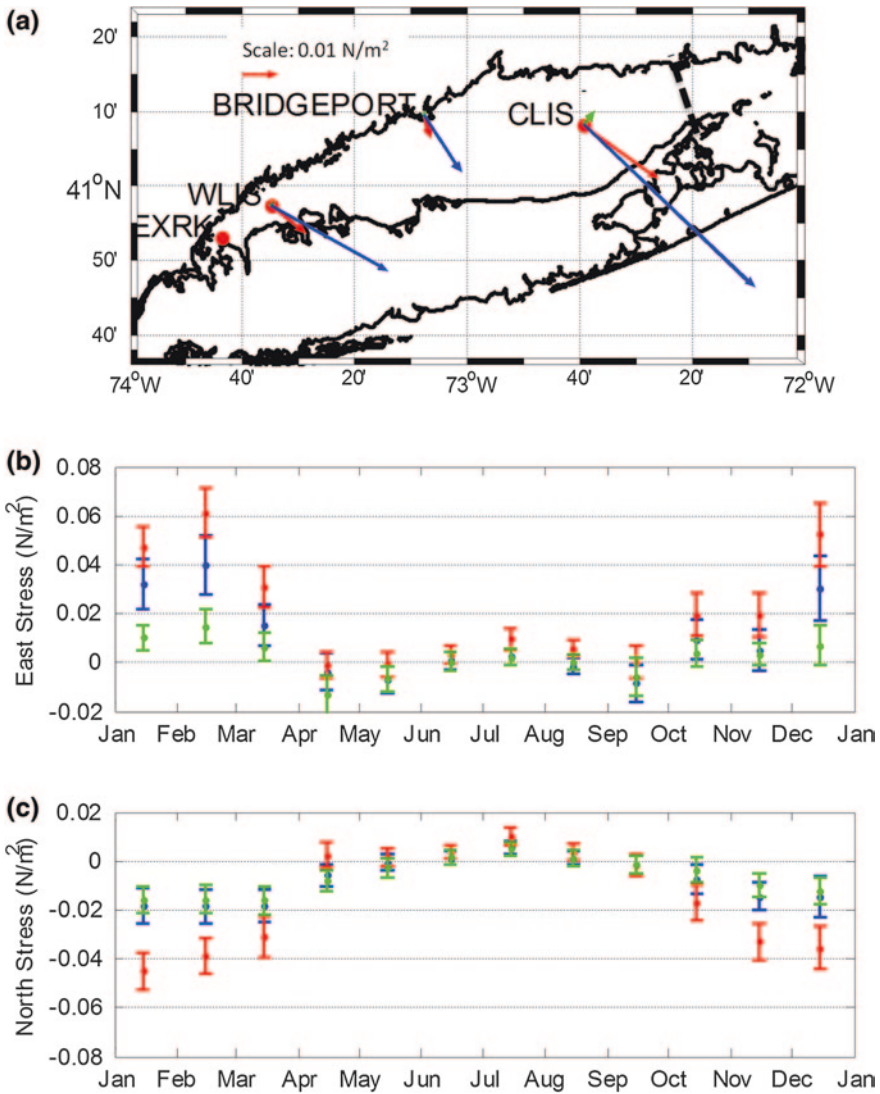 (a)
20'
Scale: 0.01 N/m²
10'
BRIDGEPORT
CLIS
41°N
WLIS
EXRK
50'
40'
74°W
40'
20'
73°W
40'
20'
72°W
(b)
0.08
0.06
0.04
0.02
0
-0.02
East Stress (N/m²)
Jan Feb Mar Apr May Jun Jul Aug Sep Oct Nov Dec Jan
(c)
0.02
0
-0.02
-0.04
-0.06
-0.08
North Stress (N/m²)
Jan Feb Mar Apr May Jun Jul Aug Sep Oct Nov Dec Jan